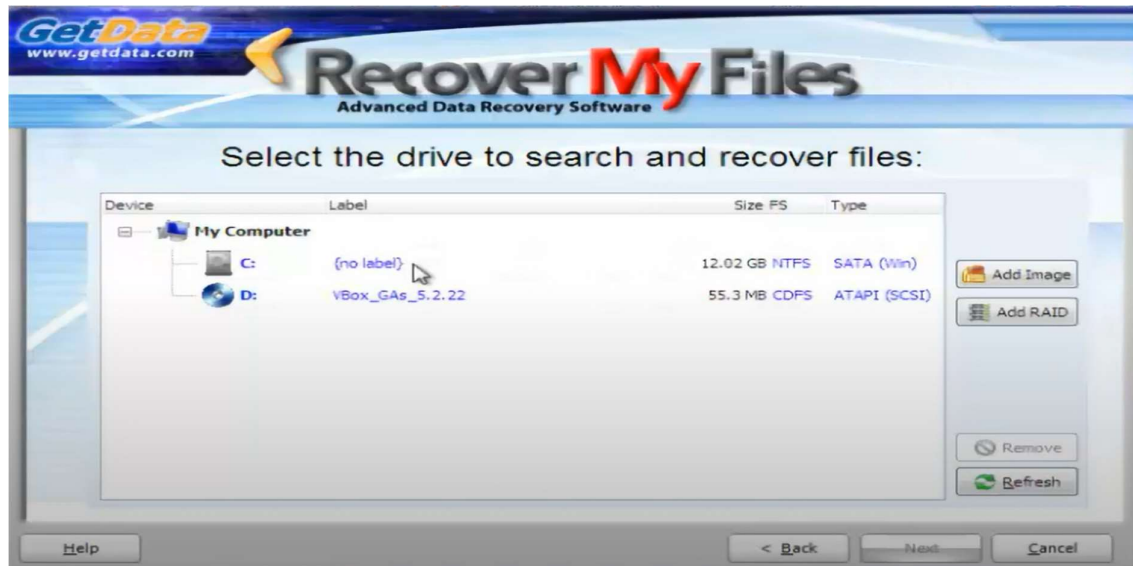 GetData
www.getdata.com
Recover My Files
Advanced Data Recovery Software
Select the drive to search and recover files:
Device Label Size FS Type
My Computer
C: {no label} 12.02 GB NTFS SATA (Win)
D: VBox_GAs_5.2.22 55.3 MB CDFS ATAPI (SCSI)
Add Image
Add RAID
Remove
Refresh
Help < Back Next Cancel